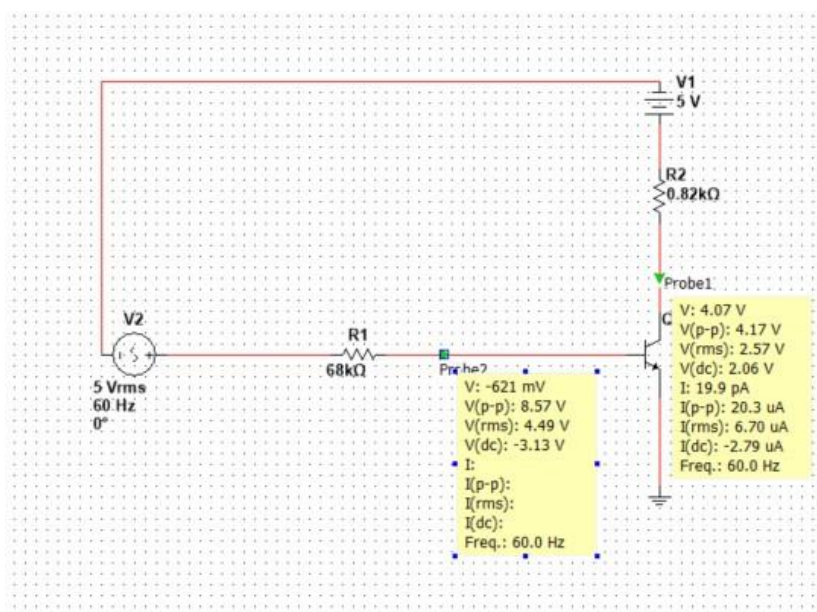 V1
5 V
R2
0.82kΩ
Probe1
V2
5 Vrms
60 Hz
0°
R1
68kΩ
V: -621 mV
V(p-p): 8.57 V
V(rms): 4.49 V
V(dc): -3.13 V
I:
I(p-p):
I(rms):
I(dc):
Freq.: 60.0 Hz
V: 4.07 V
V(p-p): 4.17 V
V(rms): 2.57 V
V(dc): 2.06 V
I: 19.9 pA
I(p-p): 20.3 uA
I(rms): 6.70 uA
I(dc): -2.79 uA
Freq.: 60.0 Hz